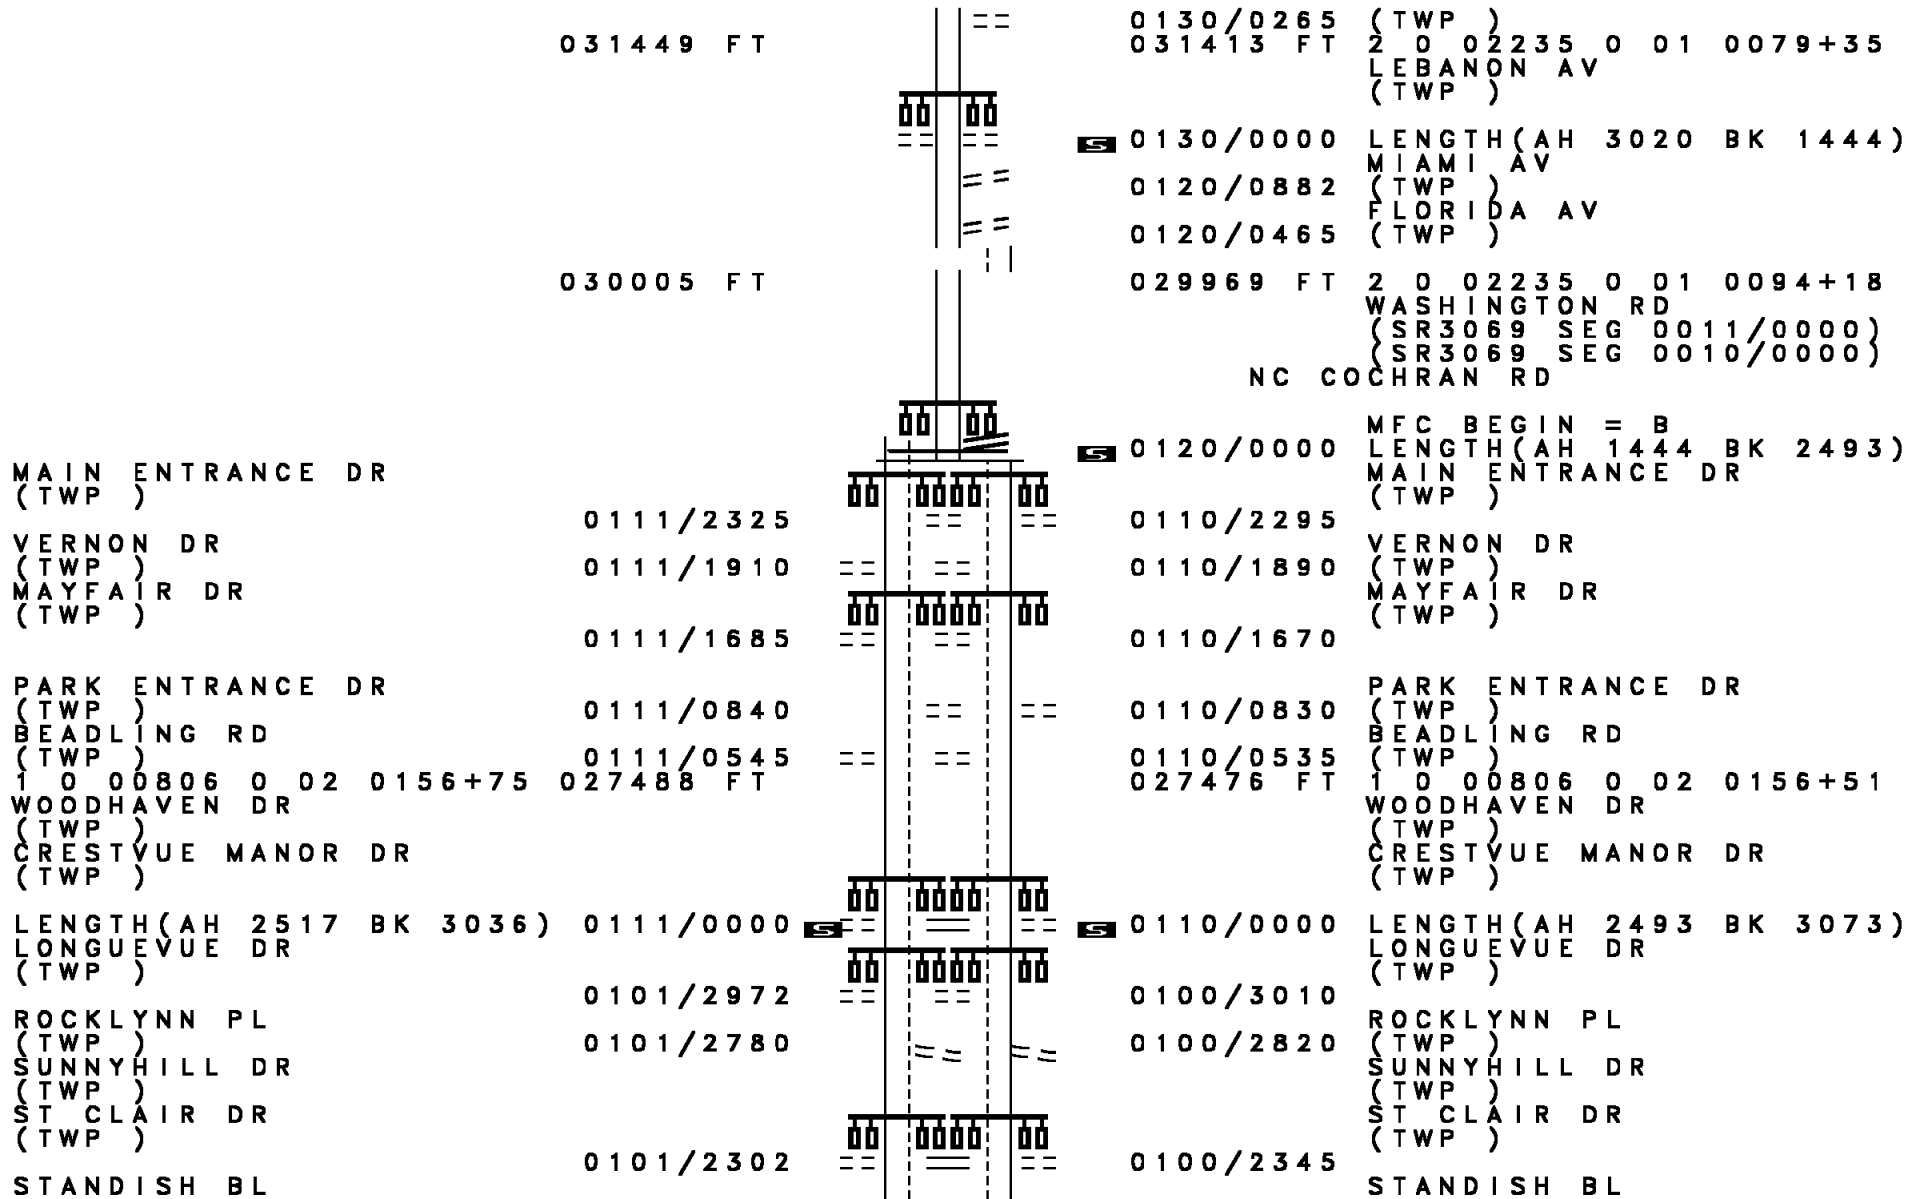 0130/0265 (TWP )
031449 FT 031413 FT 2 0 02235 0 01 0079+35
LEBANON AV
(TWP )
S 0130/0000 LENGTH(AH 3020 BK 1444)
MIAMI AV
0120/0882 (TWP )
FLORIDA AV
0120/0465 (TWP )
030005 FT 029969 FT 2 0 02235 0 01 0094+18
WASHINGTON RD
(SR3069 SEG 0011/0000)
(SR3069 SEG 0010/0000)
NC COCHRAN RD
MFC BEGIN = B
S 0120/0000 LENGTH(AH 1444 BK 2493)
MAIN ENTRANCE DR MAIN ENTRANCE DR
(TWP ) (TWP )
0111/2325 0110/2295
VERNON DR VERNON DR
(TWP ) 0111/1910 0110/1890 (TWP )
MAYFAIR DR MAYFAIR DR
(TWP ) (TWP )
0111/1685 0110/1670
PARK ENTRANCE DR PARK ENTRANCE DR
(TWP ) 0111/0840 0110/0830 (TWP )
BEADLING RD BEADLING RD
(TWP ) 0111/0545 0110/0535 (TWP )
1 0 00806 0 02 0156+75 027488 FT 027476 FT 1 0 00806 0 02 0156+51
WOODHAVEN DR WOODHAVEN DR
(TWP ) (TWP )
CRESTVUE MANOR DR CRESTVUE MANOR DR
(TWP ) (TWP )
LENGTH(AH 2517 BK 3036) 0111/0000 S S 0110/0000 LENGTH(AH 2493 BK 3073)
LONGUEVUE DR LONGUEVUE DR
(TWP ) (TWP )
0101/2972 0100/3010
ROCKLYNN PL ROCKLYNN PL
(TWP ) 0101/2780 0100/2820 (TWP )
SUNNYHILL DR SUNNYHILL DR
(TWP ) (TWP )
ST CLAIR DR ST CLAIR DR
(TWP ) (TWP )
0101/2302 0100/2345
STANDISH BL STANDISH BL